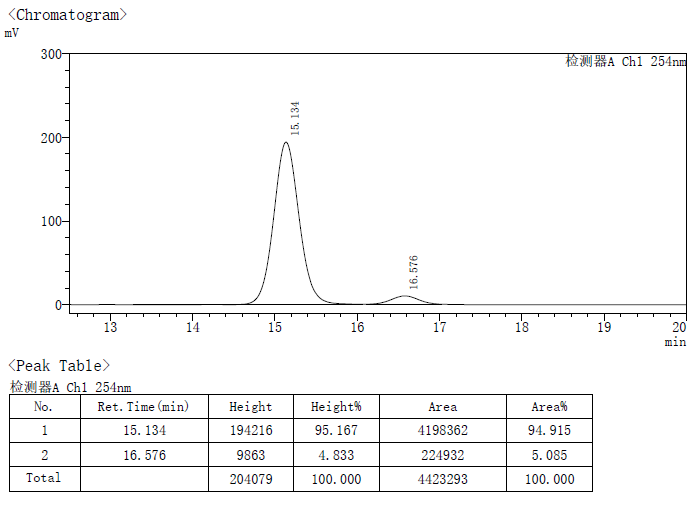 <Chromatogram>
mV
300
检测器A Ch1 254nm
15.134
200
100
16.576
0
13 14 15 16 17 18 19 20
min
<Peak Table>
检测器A Ch1 254nm
No. Ret.Time(min) Height Height% Area Area%
1 15.134 194216 95.167 4198362 94.915
2 16.576 9863 4.833 224932 5.085
Total 204079 100.000 4423293 100.000